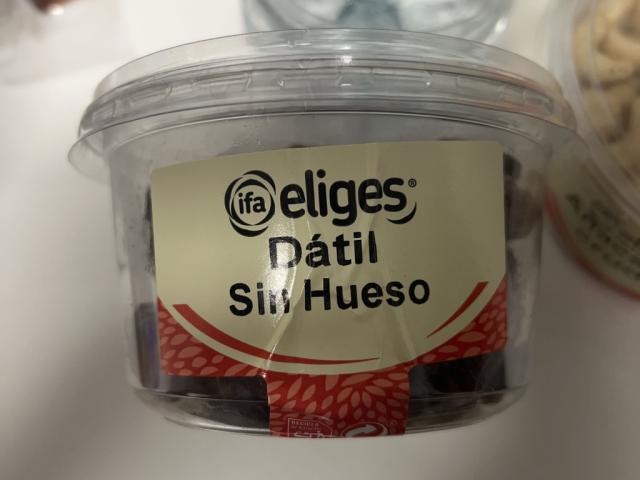 ifa eliges®
Dátil
Sin Hueso